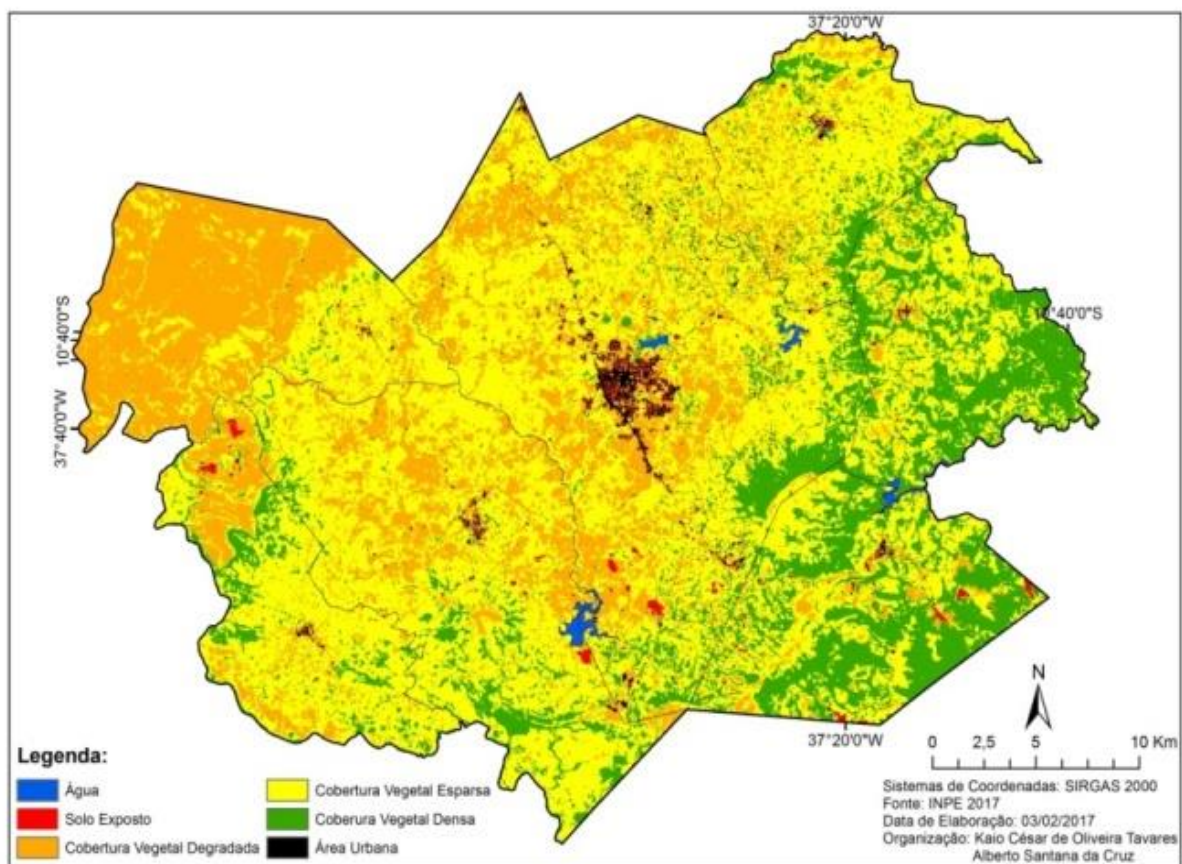 37°20'0"W
10°40'0"S
37°40'0"W
40'0"S
37°20'0"W
N
0 2,5 5 10 Km
Legenda:
Água
Solo Exposto
Cobertura Vegetal Degradada
Cobertura Vegetal Esparsa
Coberura Vegetal Densa
Área Urbana
Sistemas de Coordenadas: SIRGAS 2000
Fonte: INPE 2017
Data de Elaboração: 03/02/2017
Organização: Kaio César de Oliveira Tavares
Alberto Santana da Cruz